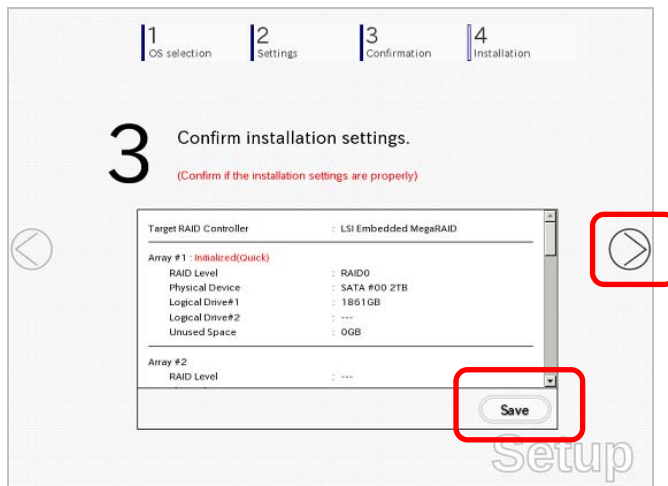 1 2 3 4
OS selection Settings Confirmation Installation
3 Confirm installation settings.
(Confirm if the installation settings are properly)
Target RAID Controller : LSI Embedded MegaRAID
Array #1 : Initialized(Quick)
RAID Level : RAID0
Physical Device : SATA #00 2TB
Logical Drive#1 : 1861GB
Logical Drive#2 : ---
Unused Space : 0GB
Array #2
RAID Level : ---
Save
Setup